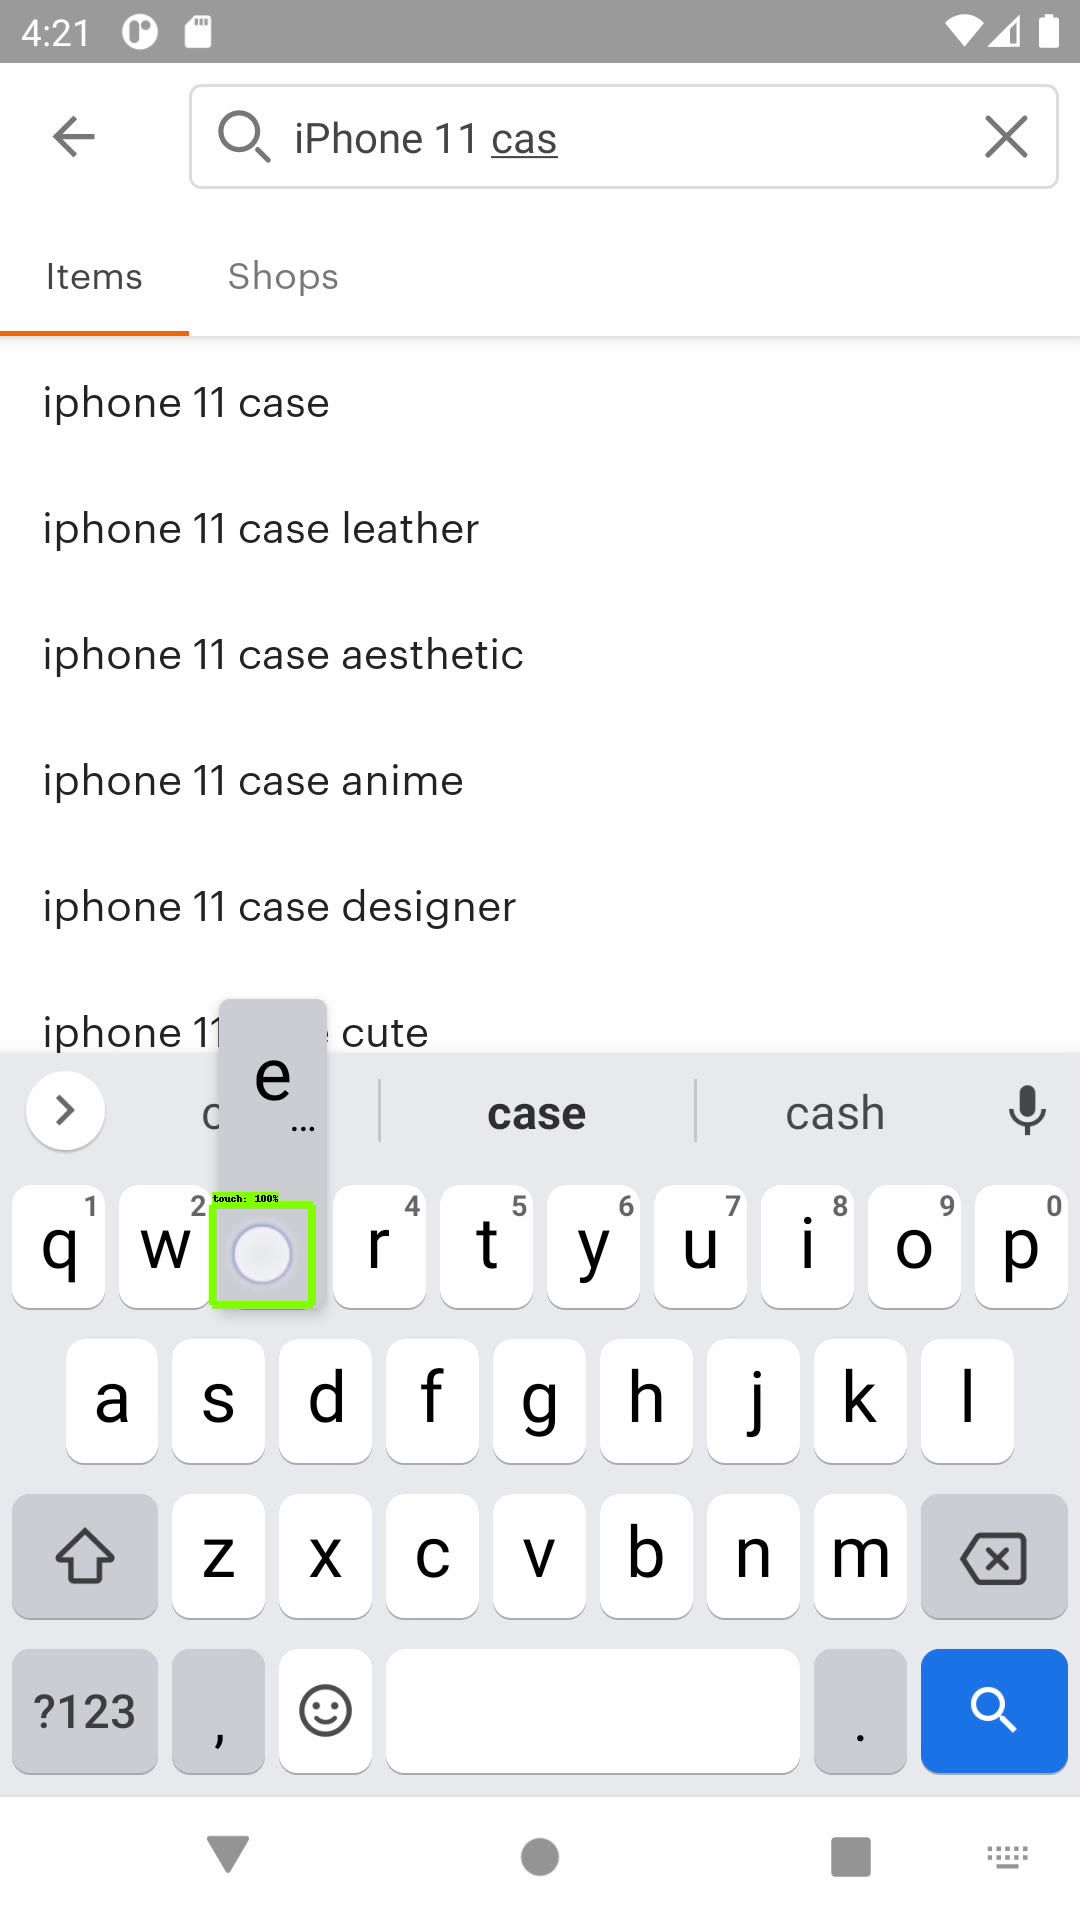 4:21
iPhone 11 cas
Items Shops
iphone 11 case
iphone 11 case leather
iphone 11 case aesthetic
iphone 11 case anime
iphone 11 case designer
iphone 11 cute
e
...
case cash
touch: 100%
1 2 4 5 6 7 8 9 0
q w r t y u i o p
a s d f g h j k l
z x c v b n m
?123 , .